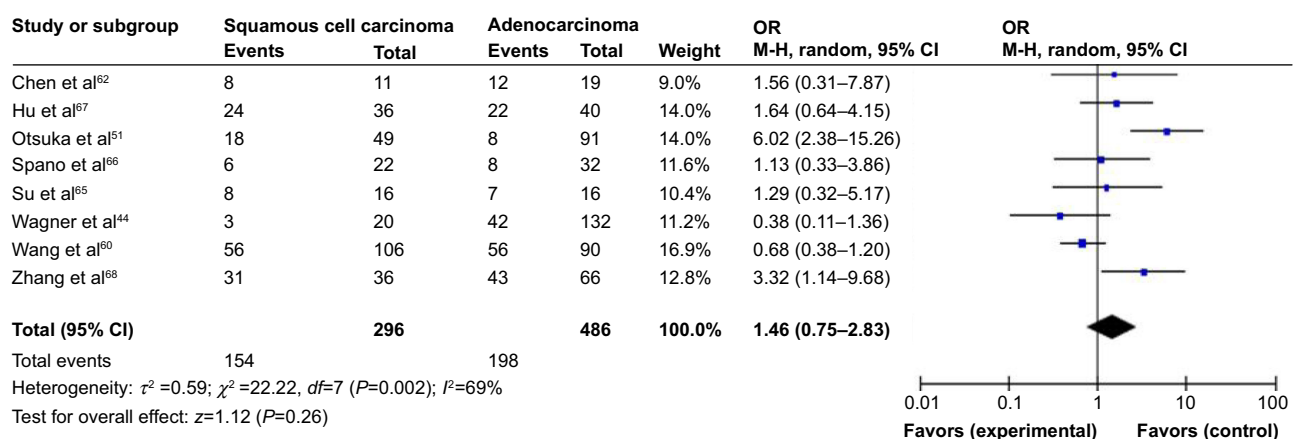 Study or subgroup Squamous cell carcinoma Adenocarcinoma OR OR
Events Total Events Total Weight M-H, random, 95% CI M-H, random, 95% CI
Chen et al62 8 11 12 19 9.0% 1.56 (0.31–7.87)
Hu et al67 24 36 22 40 14.0% 1.64 (0.64–4.15)
Otsuka et al51 18 49 8 91 14.0% 6.02 (2.38–15.26)
Spano et al66 6 22 8 32 11.6% 1.13 (0.33–3.86)
Su et al65 8 16 7 16 10.4% 1.29 (0.32–5.17)
Wagner et al44 3 20 42 132 11.2% 0.38 (0.11–1.36)
Wang et al60 56 106 56 90 16.9% 0.68 (0.38–1.20)
Zhang et al68 31 36 43 66 12.8% 3.32 (1.14–9.68)
Total (95% CI) 296 486 100.0% 1.46 (0.75–2.83)
Total events 154 198
Heterogeneity: τ² =0.59; χ² =22.22, df=7 (P=0.002); I²=69%
Test for overall effect: z=1.12 (P=0.26)
0.01 0.1 1 10 100
Favors (experimental) Favors (control)